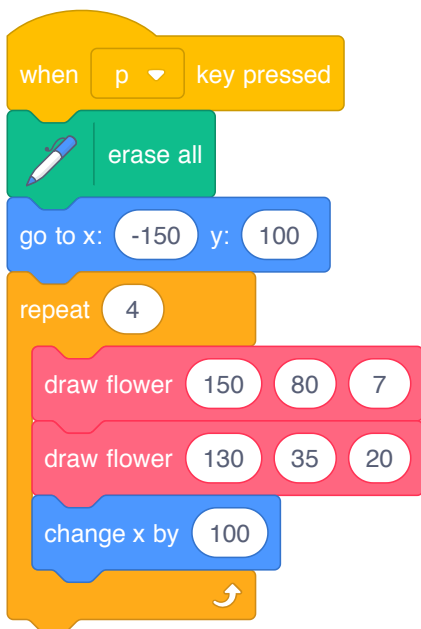 when p key pressed
erase all
go to x: -150 y: 100
repeat 4
draw flower 150 80 7
draw flower 130 35 20
change x by 100